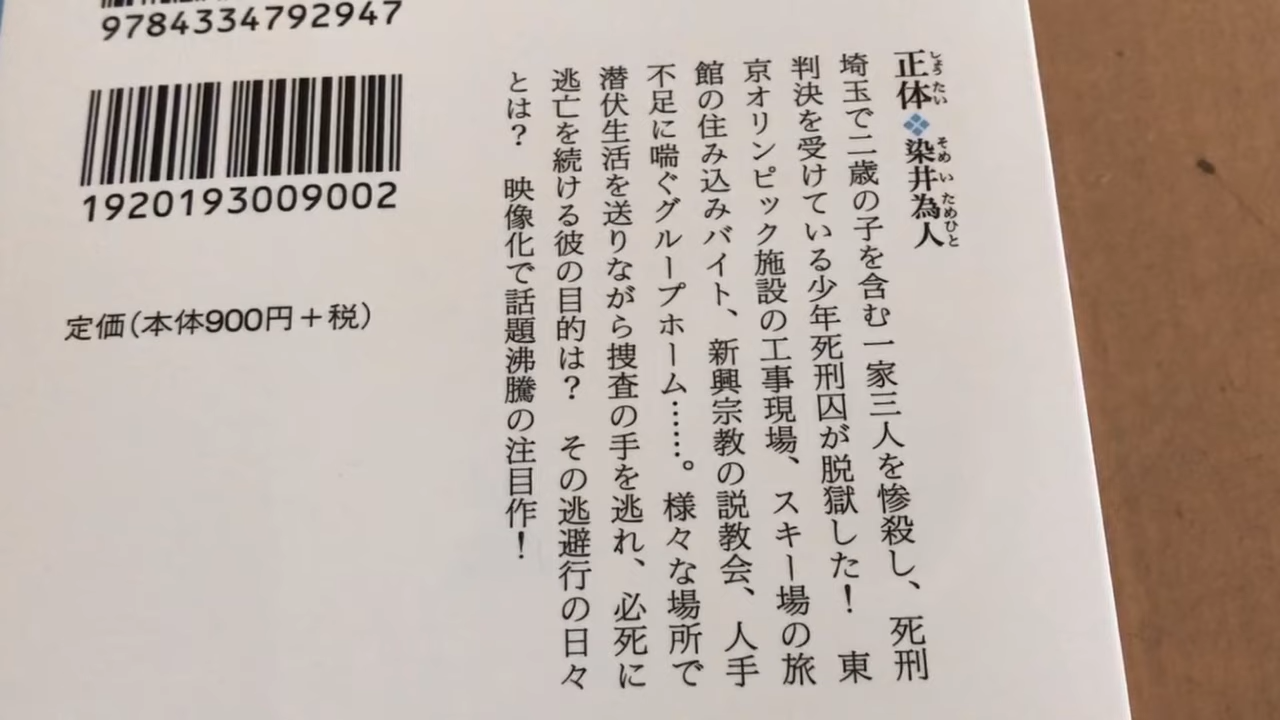 正体❖染井為人
しょうたい
そめいためひと
埼玉で二歳の子を含む一家三人を惨殺し、死刑
判決を受けている少年死刑囚が脱獄した！　東
京オリンピック施設の工事現場、スキー場の旅
館の住み込みバイト、新興宗教の説教会、人手
不足に喘ぐグループホーム……。様々な場所で
潜伏生活を送りながら捜査の手を逃れ、必死に
逃亡を続ける彼の目的は？　その逃避行の日々
とは？　映像化で話題沸騰の注目作！
9784334792947
1920193009002
定価（本体900円＋税）